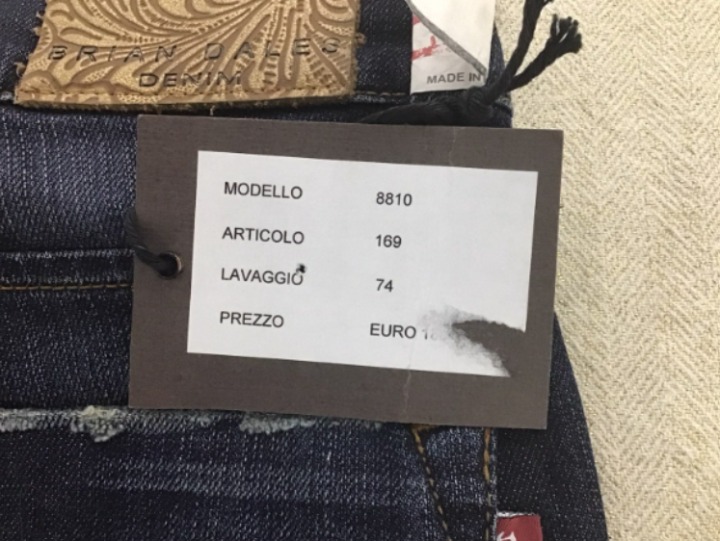 BRIAN DALES
DENIM
MADE IN
MODELLO 8810
ARTICOLO 169
LAVAGGIO 74
PREZZO EURO